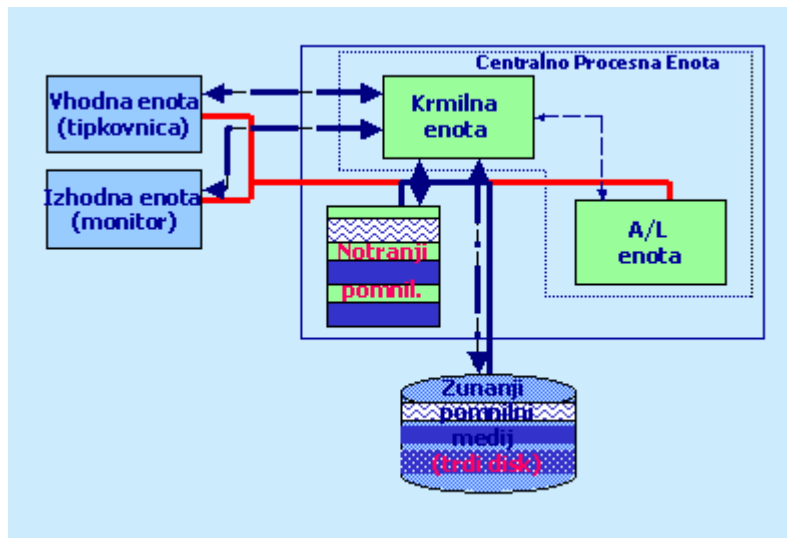 Centralno Procesna Enota
Vhodna enota
(tipkovnica)
Krmilna
enota
Izhodna enota
(monitor)
A/L
enota
Notranji
pomnil.
Zunanji
pomnilni
medij
(trdi disk)